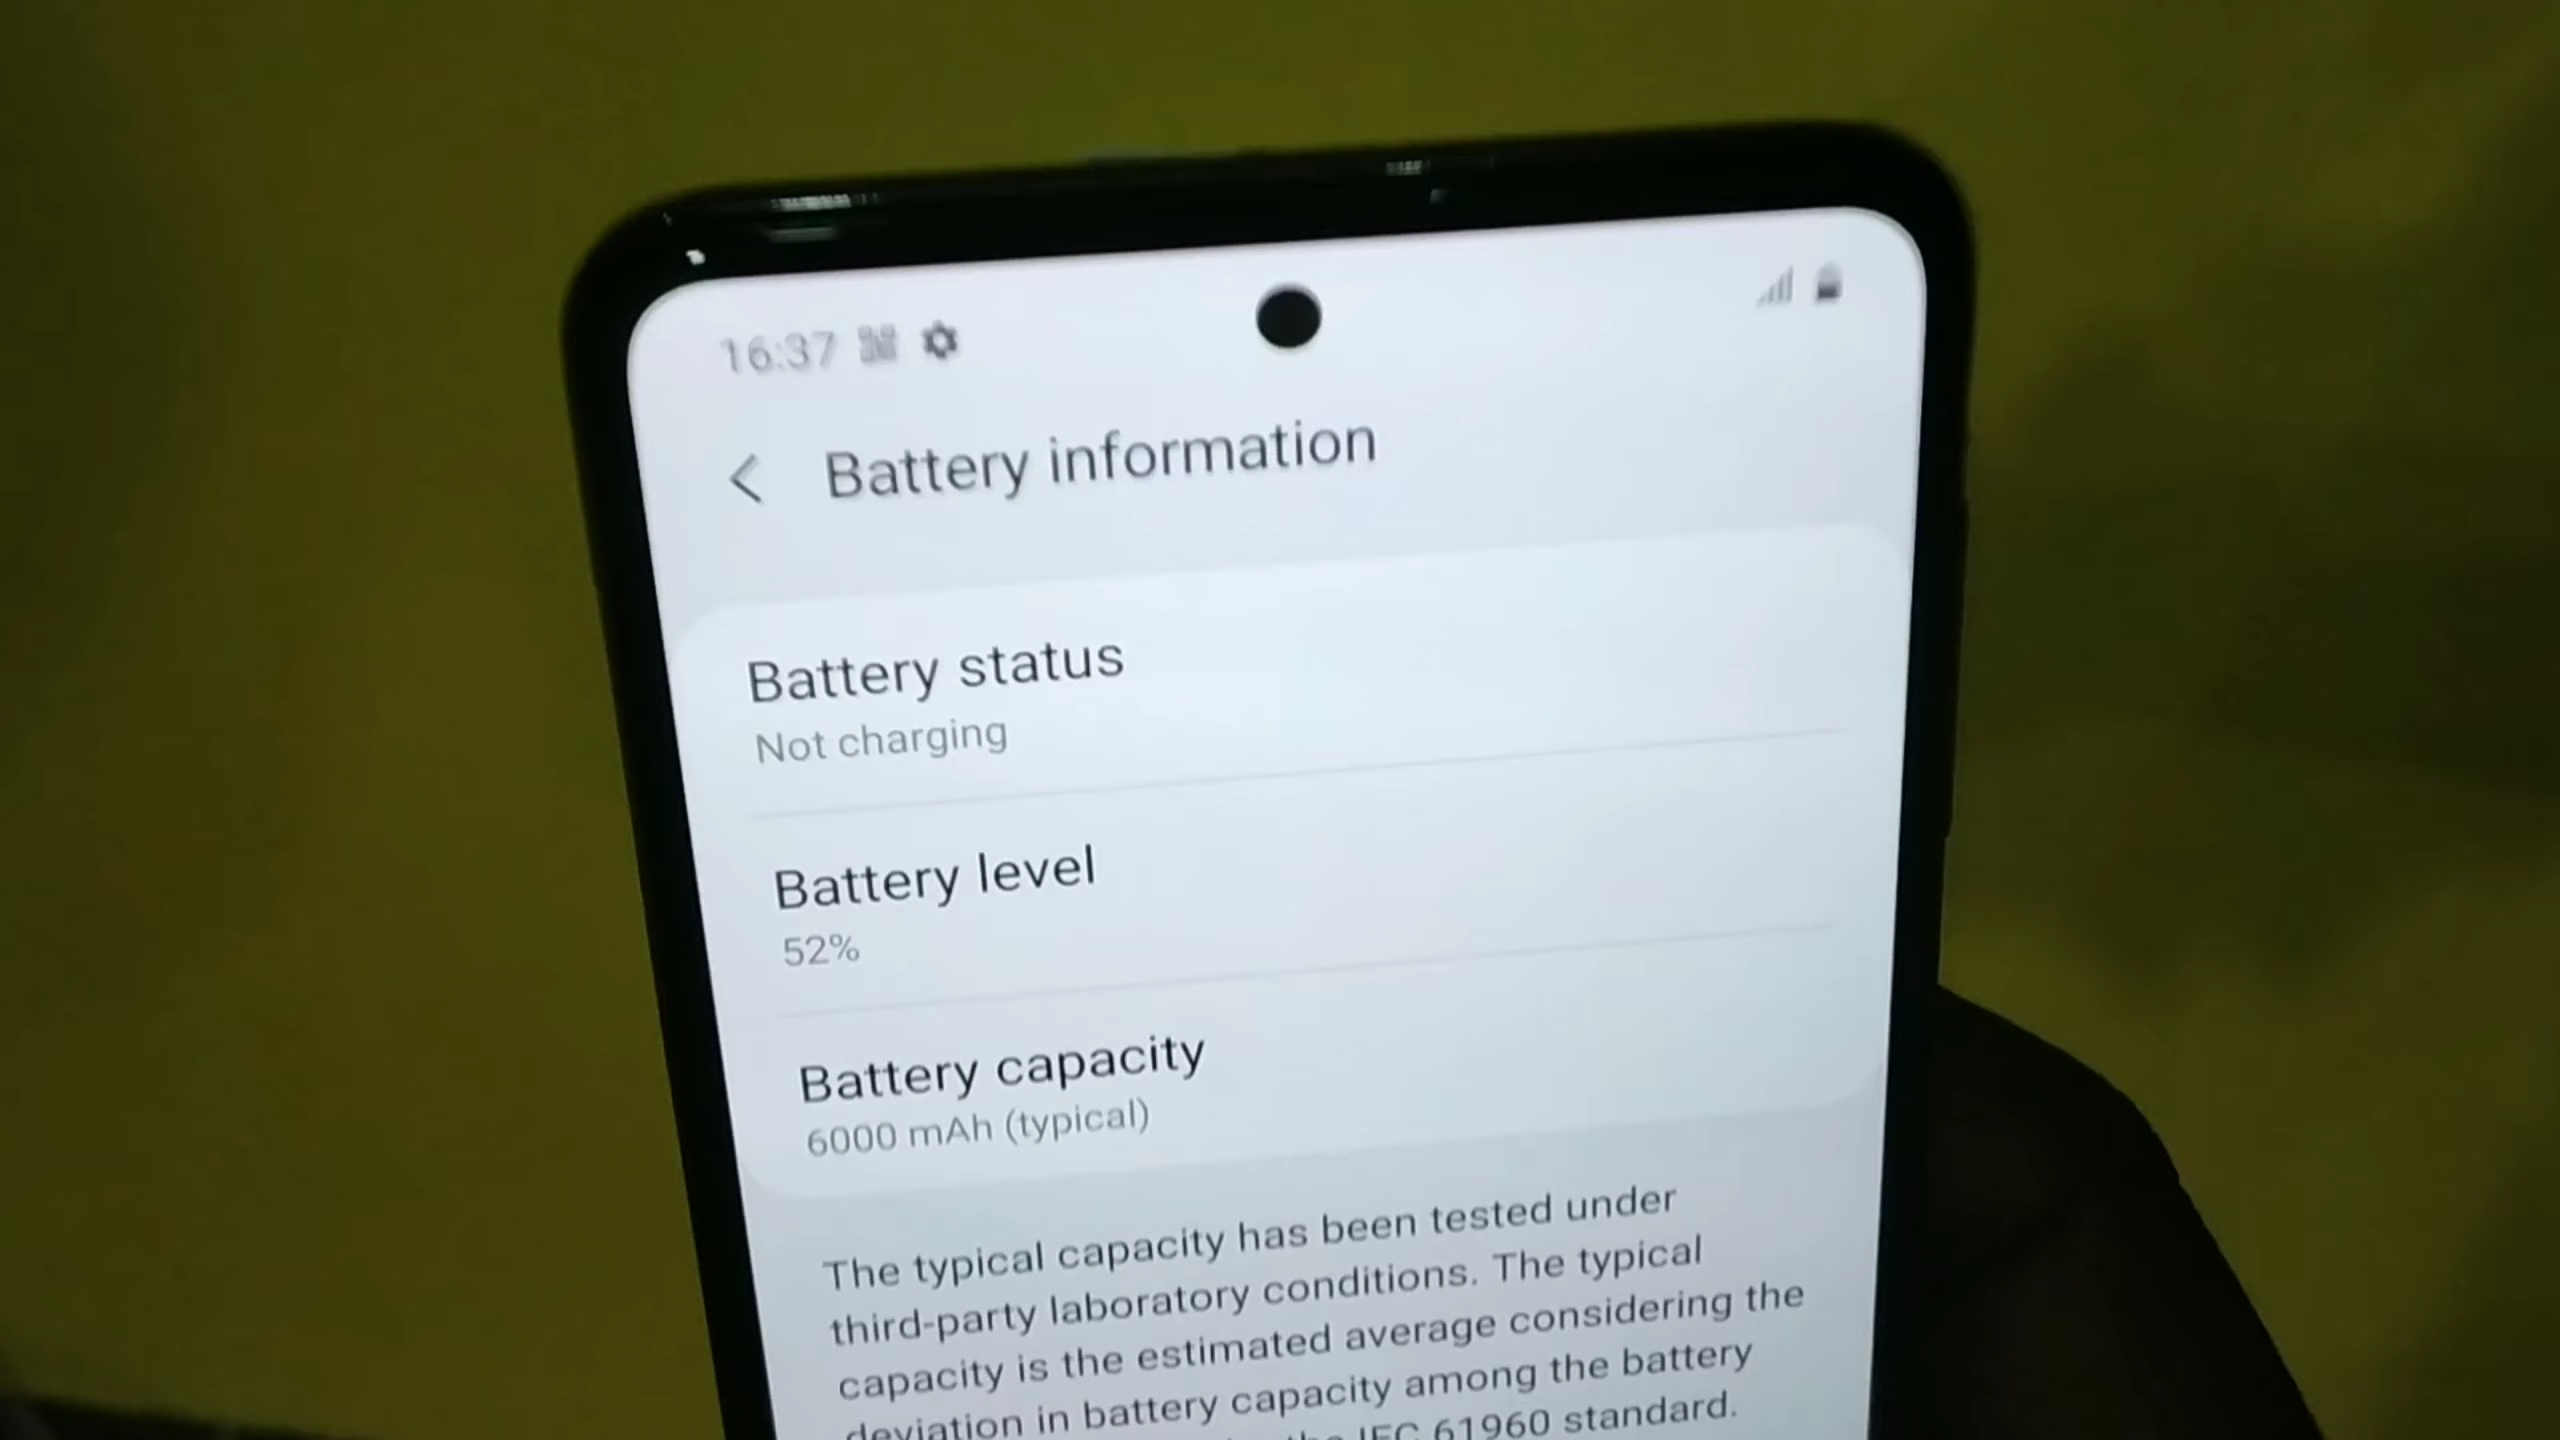 16:37
Battery information
Battery status
Not charging
Battery level
52%
Battery capacity
6000 mAh (typical)
The typical capacity has been tested under
third-party laboratory conditions. The typical
capacity is the estimated average considering the
deviation in battery capacity among the battery
IEC 61960 standard.